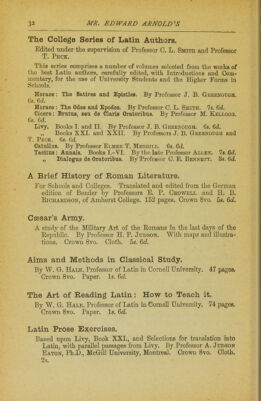 32 MR. EDWARD ARNOLD'S
The College Series of Latin Authors.
Edited under the supervision of Professor C. L. SMITH and Professor
T. PECK.
This series comprises a number of volumes selected from the works of
the best Latin authors, carefully edited, with Introductions and Com-
mentary, for the use of University Students and the Higher Forms in
Schools.
Horace: The Satires and Epistles. By Professor J. B. GREENOUGH.
6s. 6d.
Horace: The Odes and Epodes. By Professor C. L. SMITH. 7s. 6d.
Cicero: Brutus, seu de Claris Oratoribus. By Professor M. KELLOGG.
6s. 6d.
Livy. Books I. and II. By Professor J. B. GREENOUGH. 6s. 6d.
Books XXI. and XXII. By Professors J. B. GREENOUGH and
T. PECK. 6s. 6d.
Catullus. By Professor ELMER T. MERRILL. 6s. 6d.
Tacitus: Annals. Books I.-VI. By the late Professor ALLEN. 7s. 6d.
„ Dialogus de Oratoribus. By Professor C. E. BENNETT. 3s. 6d.
A Brief History of Roman Literature.
For Schools and Colleges. Translated and edited from the German
edition of Bender by Professors E. P. CROWELL and H. B.
RICHARDSON, of Amherst College. 152 pages. Crown 8vo. 5s. 6d.
Cæsar's Army.
A study of the Military Art of the Romans in the last days of the
Republic. By Professor H. P. JUDSON. With maps and illustra-
tions. Crown 8vo. Cloth. 5s. 6d.
Aims and Methods in Classical Study.
By W. G. HALE, Professor of Latin in Cornell University. 47 pages.
Crown 8vo. Paper. 1s. 6d.
The Art of Reading Latin: How to Teach it.
By W. G. HALE, Professor of Latin in Cornell University. 74 pages.
Crown 8vo. Paper. 1s. 6d.
Latin Prose Exercises.
Based upon Livy, Book XXI., and Selections for translation into
Latin, with parallel passages from Livy. By Professor A. JUDSON
EATON, Ph.D., McGill University, Montreal. Crown 8vo. Cloth.
2s.